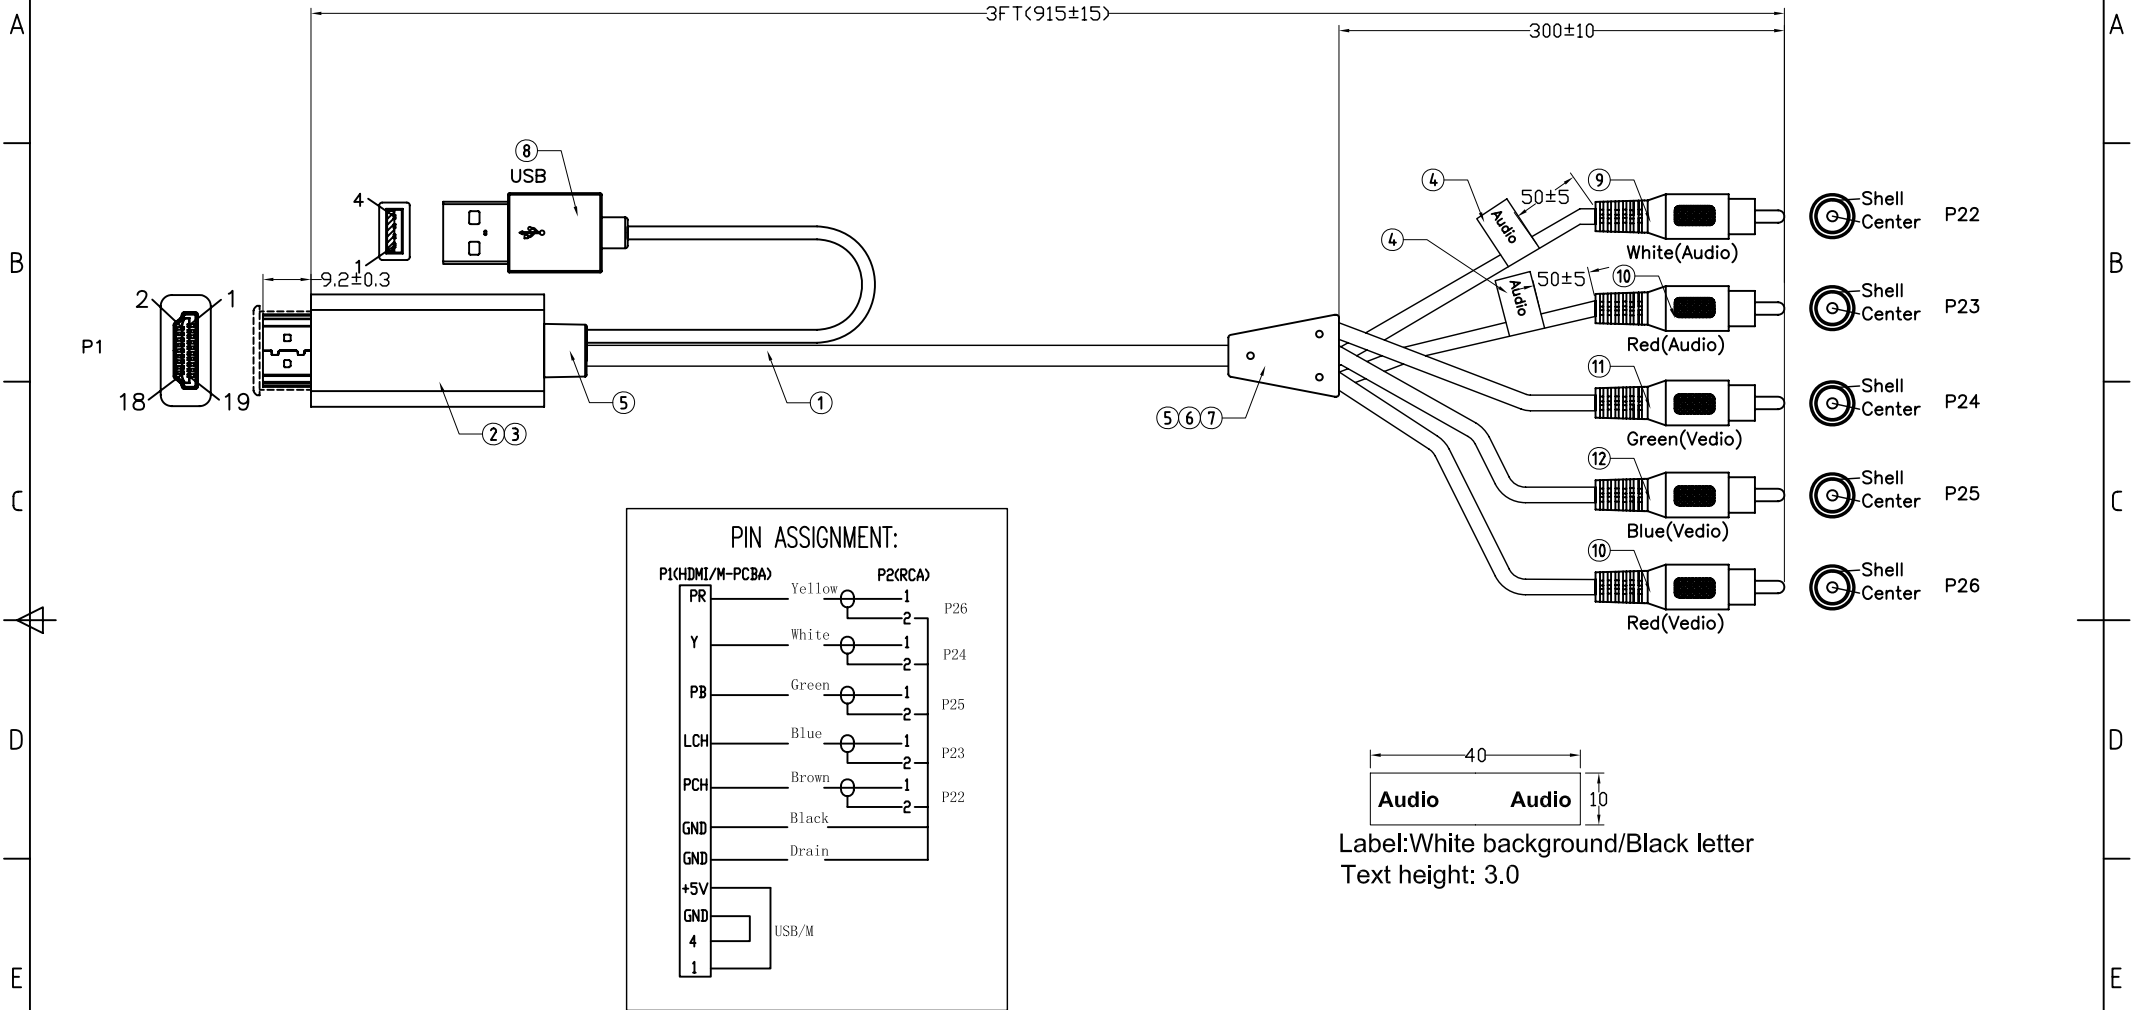 A
A
3FT(915±15)
300±10
8
USB
4
1
9.2±0.3
B
B
2
1
P1
18
19
2 3
5
1
5 6 7
4
Audio
50±5
9
White(Audio)
Shell
Center
P22
4
Audio
50±5
10
Red(Audio)
Shell
Center
P23
11
Green(Vedio)
Shell
Center
P24
12
Blue(Vedio)
Shell
Center
P25
10
Red(Vedio)
Shell
Center
P26
C
C
PIN ASSIGNMENT:
P1(HDMI/M-PCBA)
P2(RCA)
PR
Yellow
1
2
P26
Y
White
1
2
P24
PB
Green
1
2
P25
LCH
Blue
1
2
P23
PCH
Brown
1
2
P22
GND
Black
GND
Drain
+5V
GND
4
1
USB/M
D
D
40
Audio Audio
10
Label:White background/Black letter
Text height: 3.0
E
E